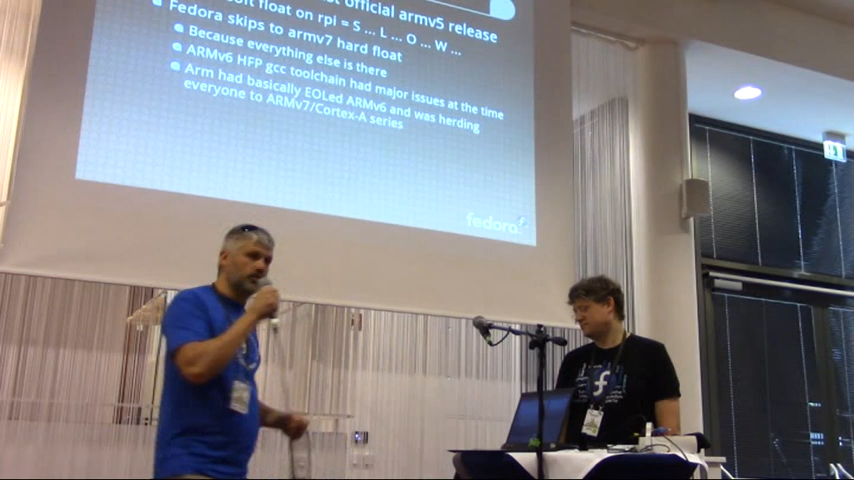 official armv5 release
float on rpi = S ... L ... O ... W ...
Fedora skips to armv7 hard float
Because everything else is there
ARMv6 HFP gcc toolchain had major issues at the time
Arm had basically EOLed ARMv6 and was herding
everyone to ARMv7/Cortex-A series
fedora